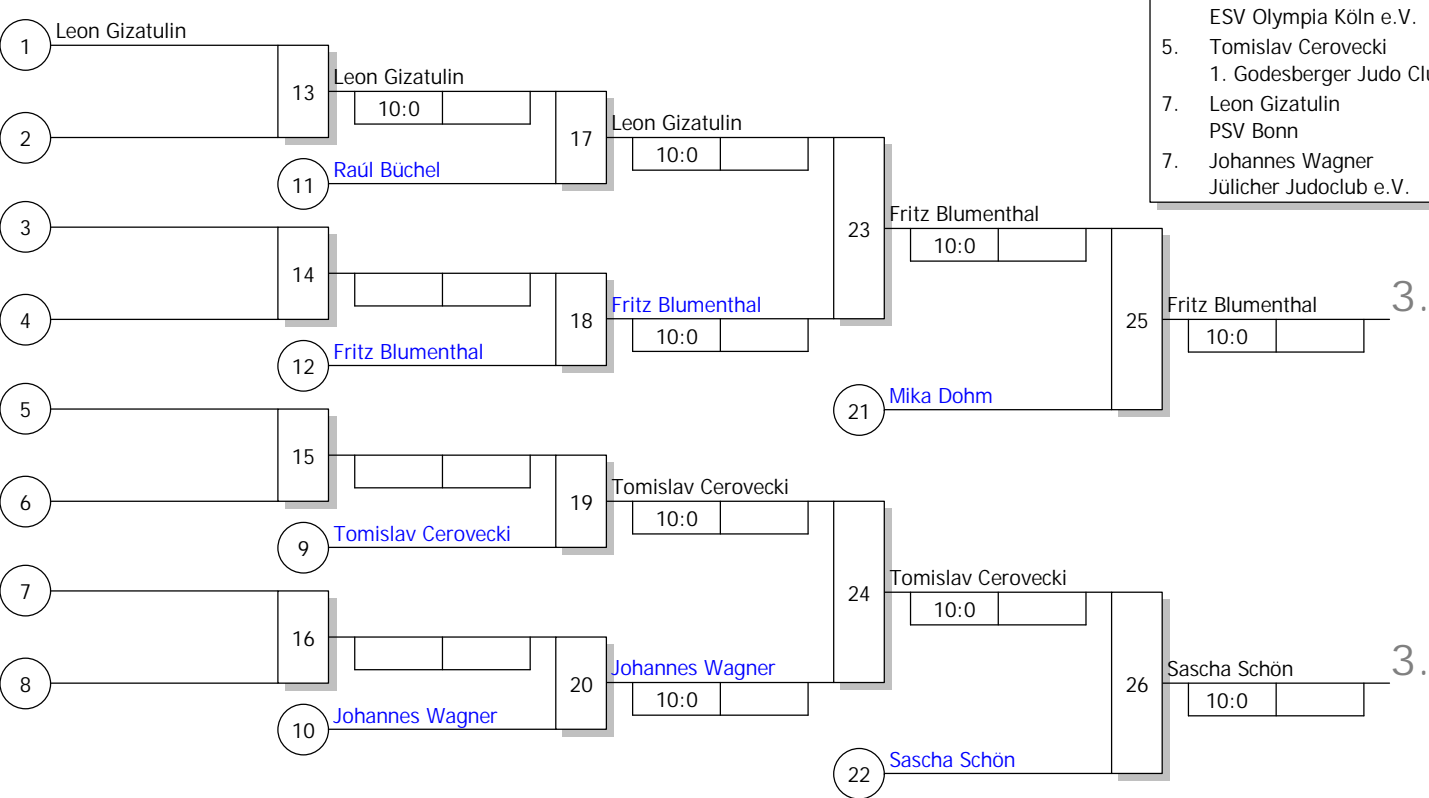 ESV Olympia Köln e.V.
5. Tomislav Cerovecki
1. Godesberger Judo
7. Leon Gizatulin
PSV Bonn
7. Johannes Wagner
Jülicher Judoclub e.V.
1 Leon Gizatulin
2
13 Leon Gizatulin
10:0
11 Raúl Büchel
17 Leon Gizatulin
10:0
3
4
14
12 Fritz Blumenthal
18 Fritz Blumenthal
10:0
23 Fritz Blumenthal
10:0
21 Mika Dohm
25 Fritz Blumenthal 3.
10:0
5
6
15
9 Tomislav Cerovecki
19 Tomislav Cerovecki
10:0
7
8
16
10 Johannes Wagner
20 Johannes Wagner
10:0
24 Tomislav Cerovecki
10:0
22 Sascha Schön
26 Sascha Schön 3.
10:0